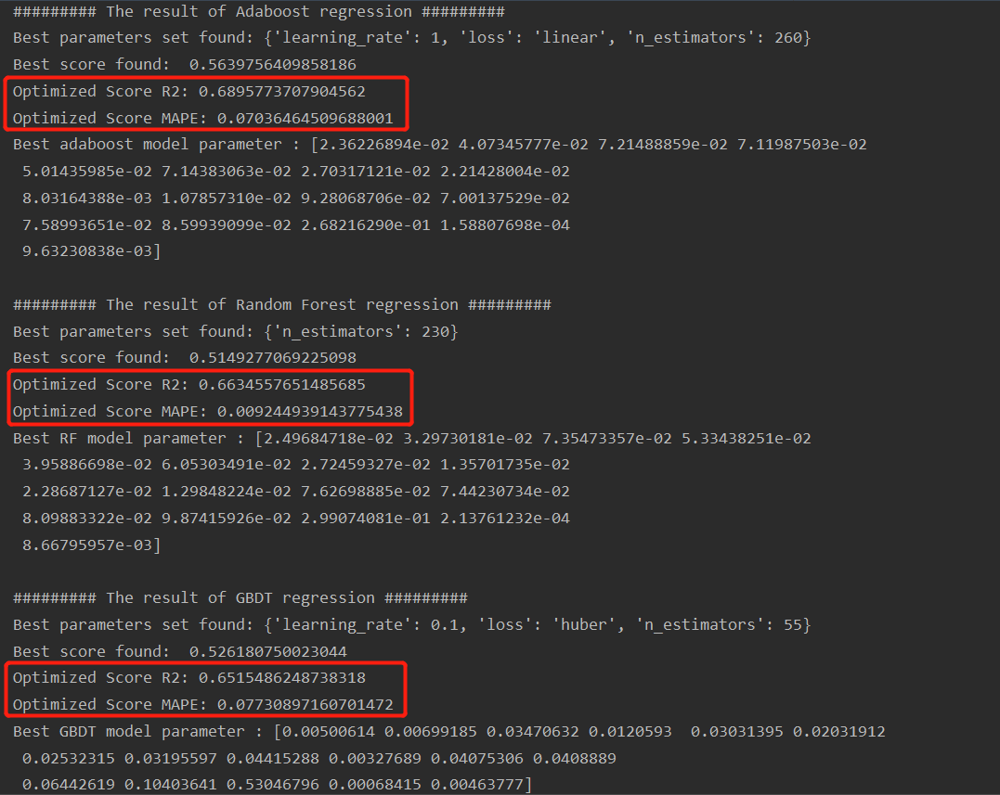 ######### The result of Adaboost regression #########
Best parameters set found: {'learning_rate': 1, 'loss': 'linear', 'n_estimators': 260}
Best score found:  0.5639756409858186
Optimized Score R2: 0.6895773707904562
Optimized Score MAPE: 0.07036464509688001
Best adaboost model parameter : [2.36226894e-02 4.07345777e-02 7.21488859e-02 7.11987503e-02
 5.01435985e-02 7.14383063e-02 2.70317121e-02 2.21428004e-02
 8.03164388e-03 1.07857310e-02 9.28068706e-02 7.00137529e-02
 7.58993651e-02 8.59939099e-02 2.68216290e-01 1.58807698e-04
 9.63230838e-03]
######### The result of Random Forest regression #########
Best parameters set found: {'n_estimators': 230}
Best score found:  0.5149277069225098
Optimized Score R2: 0.6634557651485685
Optimized Score MAPE: 0.009244939143775438
Best RF model parameter : [2.49684718e-02 3.29730181e-02 7.35473357e-02 5.33438251e-02
 3.95886698e-02 6.05303491e-02 2.72459327e-02 1.35701735e-02
 2.28687127e-02 1.29848224e-02 7.62698885e-02 7.44230734e-02
 8.09883322e-02 9.87415926e-02 2.99074081e-01 2.13761232e-04
 8.66795957e-03]
######### The result of GBDT regression #########
Best parameters set found: {'learning_rate': 0.1, 'loss': 'huber', 'n_estimators': 55}
Best score found:  0.526180750023044
Optimized Score R2: 0.6515486248738318
Optimized Score MAPE: 0.07730897160701472
Best GBDT model parameter : [0.00500614 0.00699185 0.03470632 0.0120593  0.03031395 0.02031912
 0.02532315 0.03195597 0.04415288 0.00327689 0.04075306 0.0408889
 0.06442619 0.10403641 0.53046796 0.00068415 0.00463777]